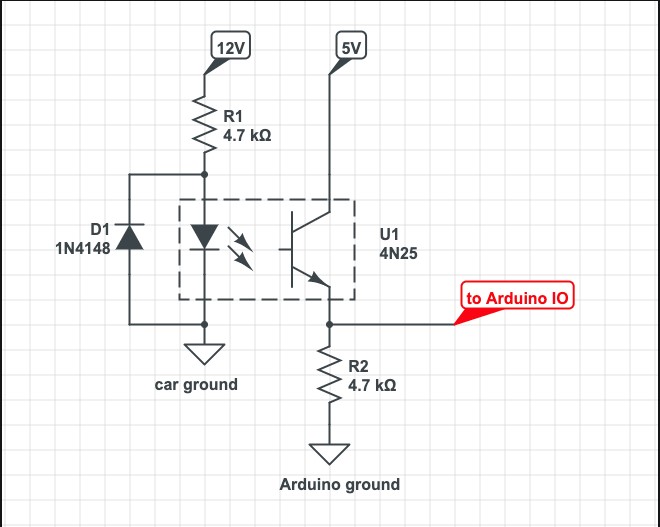 12V
5V
R1
4.7 kΩ
D1
1N4148
U1
4N25
to Arduino IO
R2
4.7 kΩ
car ground
Arduino ground